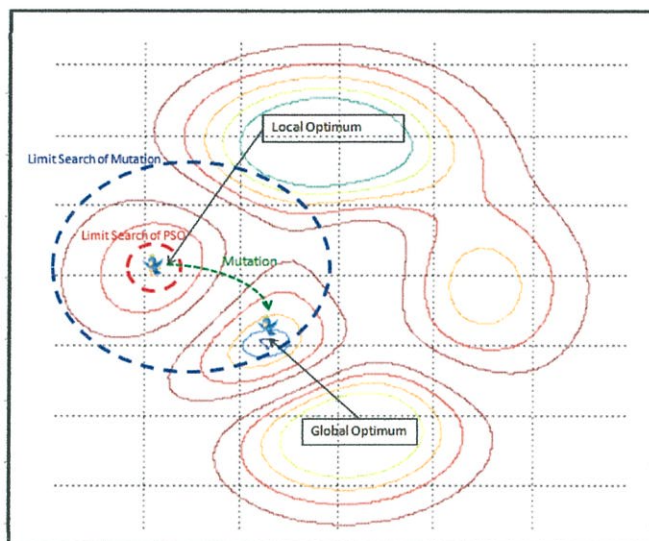 Local Optimum
Limit Search of Mutation
Limit Search of PSO
Mutation
Global Optimum